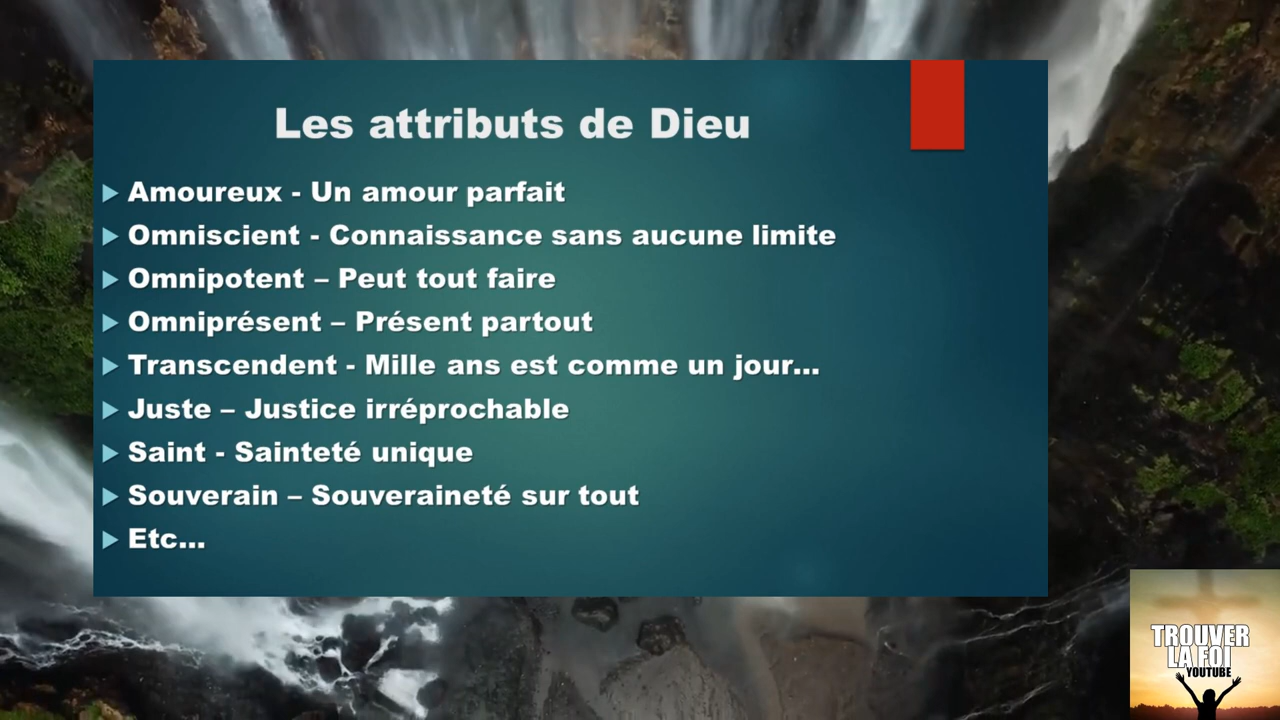 Les attributs de Dieu
Amoureux - Un amour parfait
Omniscient - Connaissance sans aucune limite
Omnipotent – Peut tout faire
Omniprésent – Présent partout
Transcendent - Mille ans est comme un jour...
Juste – Justice irréprochable
Saint - Sainteté unique
Souverain – Souveraineté sur tout
Etc...
TROUVER
LA FOI
YOUTUBE